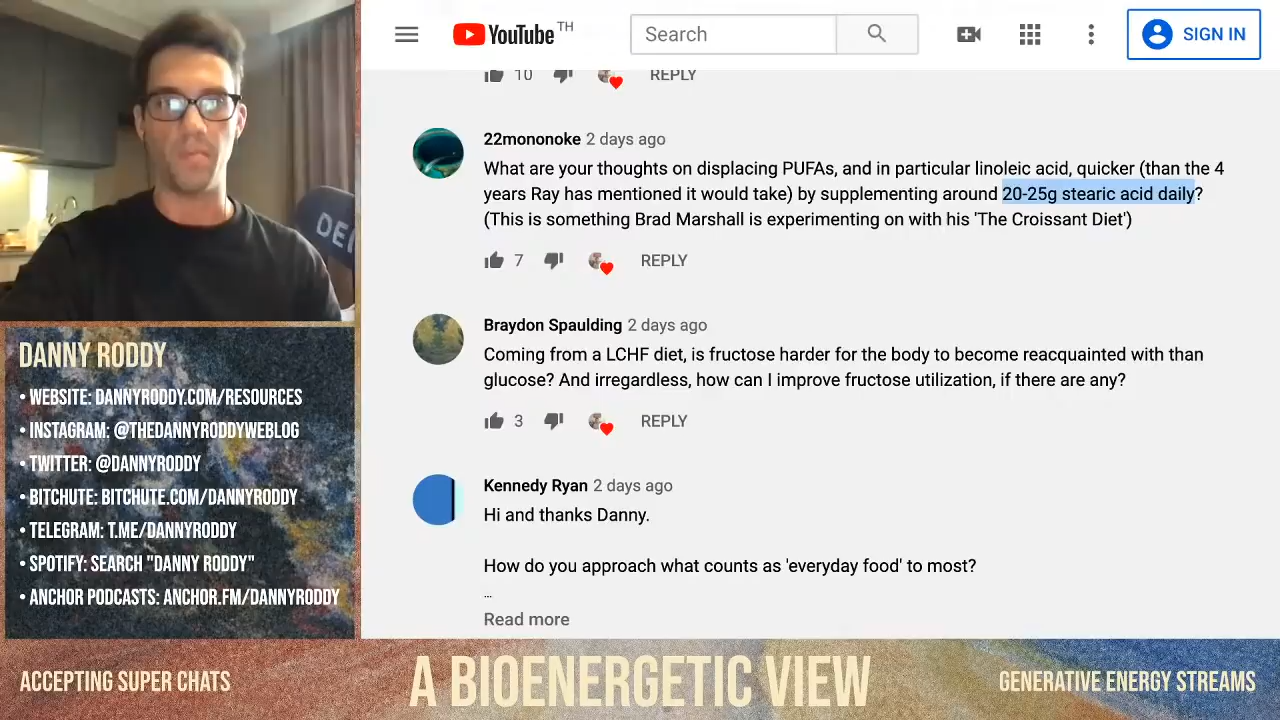 YouTube TH
Search
SIGN IN
10
REPLY
22mononoke 2 days ago
What are your thoughts on displacing PUFAs, and in particular linoleic acid, quicker (than the 4
years Ray has mentioned it would take) by supplementing around 20-25g stearic acid daily?
(This is something Brad Marshall is experimenting on with his 'The Croissant Diet')
7
REPLY
Braydon Spaulding 2 days ago
Coming from a LCHF diet, is fructose harder for the body to become reacquainted with than
glucose? And irregardless, how can I improve fructose utilization, if there are any?
3
REPLY
Kennedy Ryan 2 days ago
Hi and thanks Danny.
How do you approach what counts as 'everyday food' to most?
...
Read more
DANNY RODDY
• WEBSITE: DANNYRODDY.COM/RESOURCES
• INSTAGRAM: @THEDANNYRODDYWEBLOG
• TWITTER: @DANNYRODDY
• BITCHUTE: BITCHUTE.COM/DANNYRODDY
• TELEGRAM: T.ME/DANNYRODDY
• SPOTIFY: SEARCH "DANNY RODDY"
• ANCHOR PODCASTS: ANCHOR.FM/DANNYRODDY
ACCEPTING SUPER CHATS
A BIOENERGETIC VIEW
GENERATIVE ENERGY STREAMS